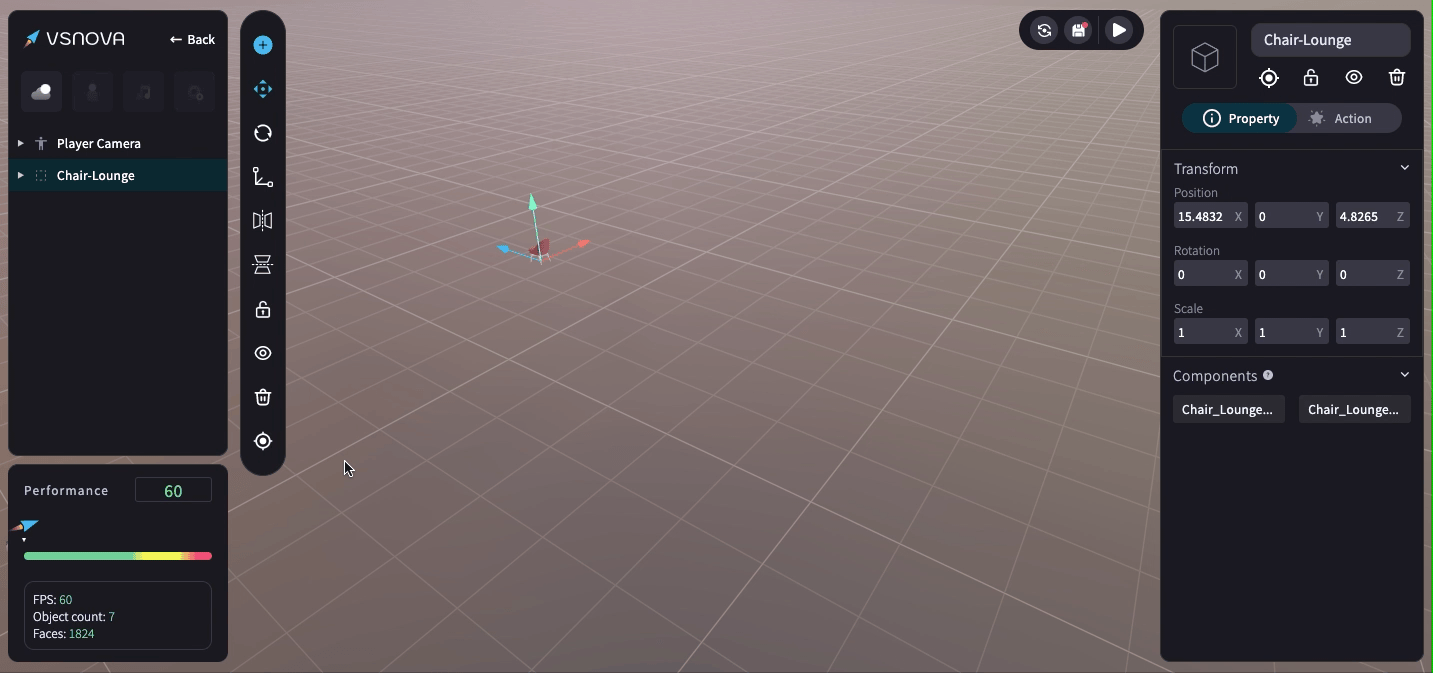 VSNOVA
← Back
Player Camera
Chair-Lounge
Performance
60
FPS: 60
Object count: 7
Faces: 1824
Chair-Lounge
Property
Action
Transform
Position
15.4832 X 0 Y 4.8265 Z
Rotation
0 X 0 Y 0 Z
Scale
1 X 1 Y 1 Z
Components ?
Chair_Lounge... Chair_Lounge...